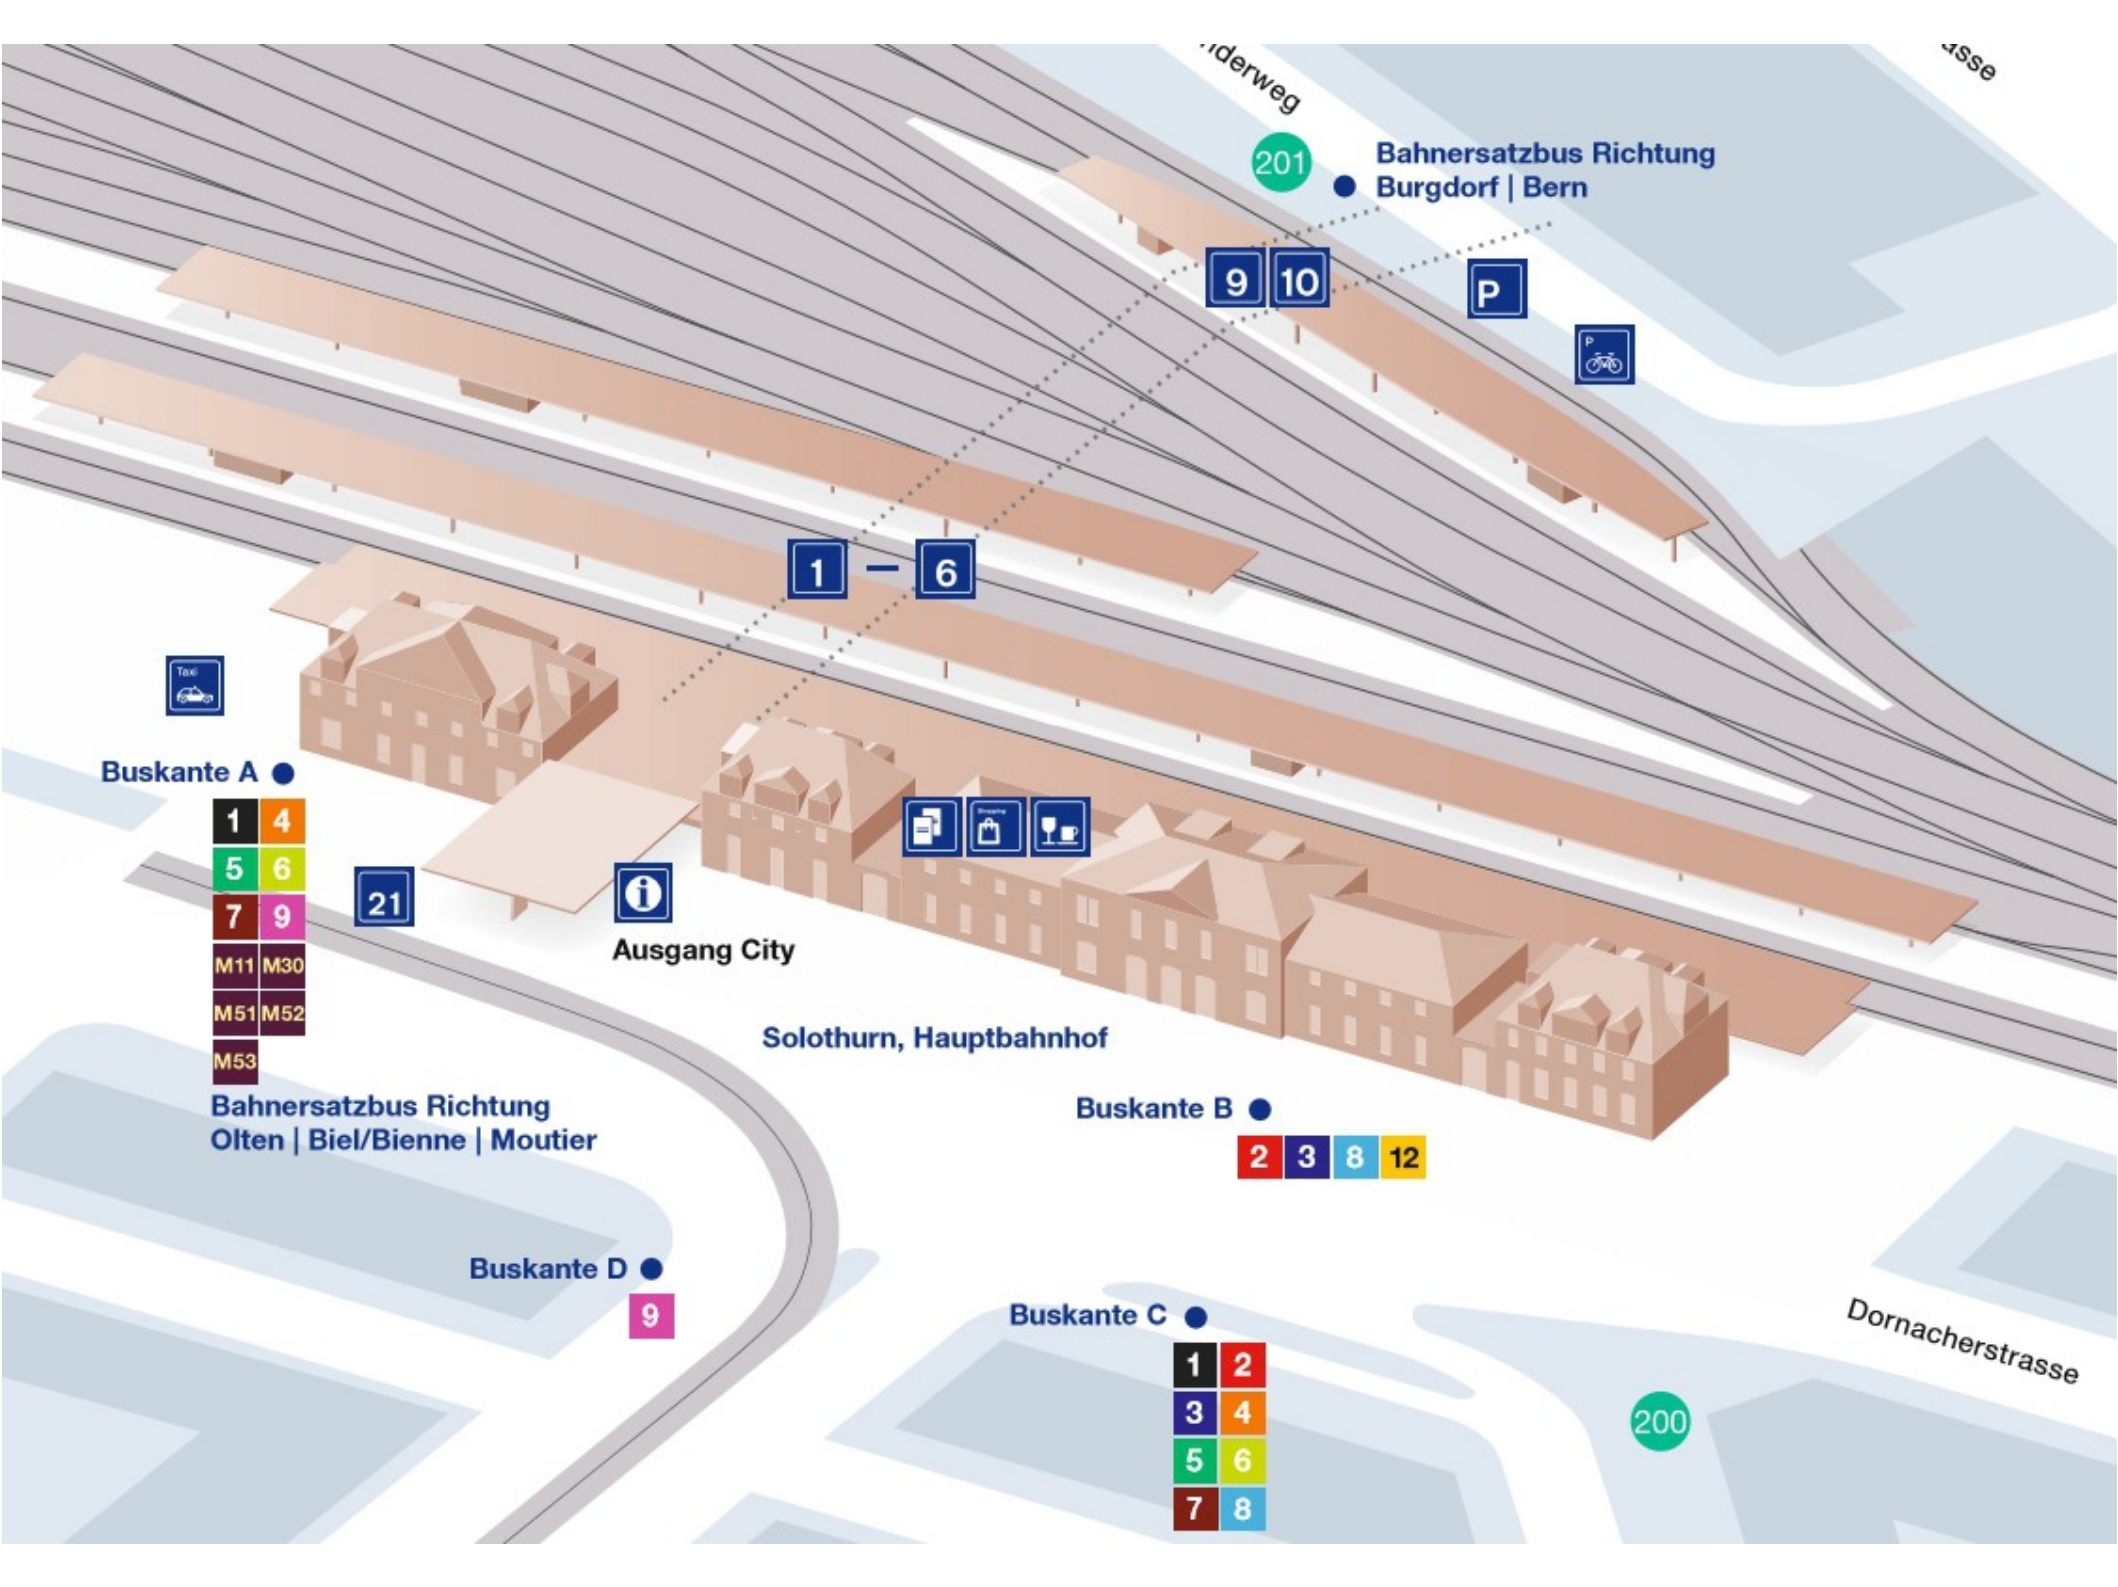 201
Bahnersatzbus Richtung
Burgdorf | Bern
9 10
P
P
1 – 6
Taxi
Buskante A
1 4
5 6
7 9
M11 M30
M51 M52
M53
Bahnersatzbus Richtung
Olten | Biel/Bienne | Moutier
21
Shopping
i
Ausgang City
Solothurn, Hauptbahnhof
Buskante B
2 3 8 12
Buskante D
9
Buskante C
1 2
3 4
5 6
7 8
Dornacherstrasse
200